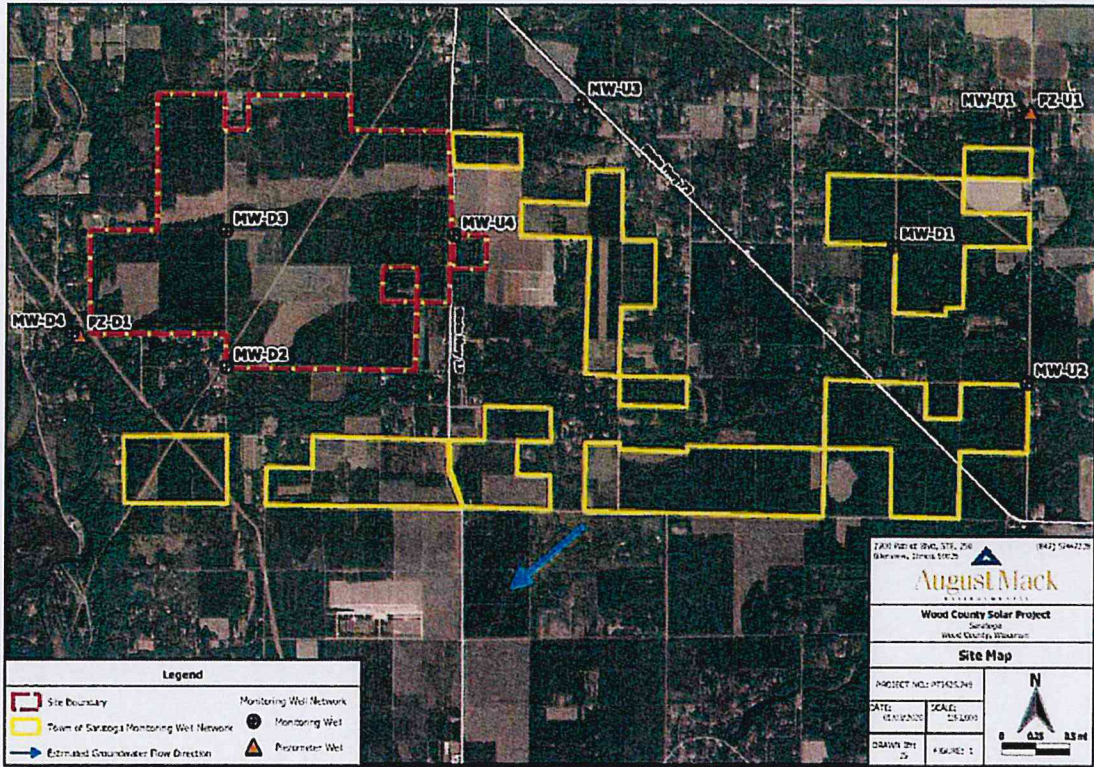 MW-U3
MW-U1 PZ-U1
State Hwy 73
MW-D3
MW-U4
MW-D1
MW-D4 PZ-D1
MW-D2
MW-U2
August Mack
Wood County Solar Project
Saratoga
Wood County, Wisconsin
Site Map
PROJECT NO.:
DATE:
SCALE:
DRAWN BY:
FIGURE: 1
N
0 0.25 0.5 mi
Legend
Site Boundary
Town of Saratoga Monitoring Well Network
Estimated Groundwater Flow Direction
Monitoring Well Network
Monitoring Well
Piezometer Well